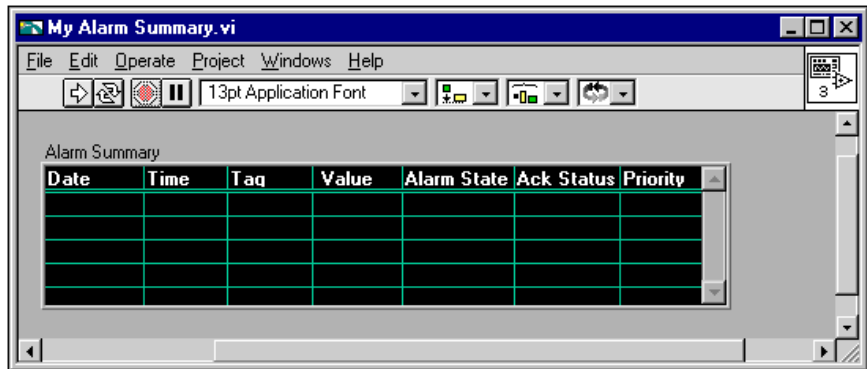 My Alarm Summary.vi
File Edit Operate Project Windows Help
13pt Application Font
3
Alarm Summary
Date Time Tag Value Alarm State Ack Status Priority